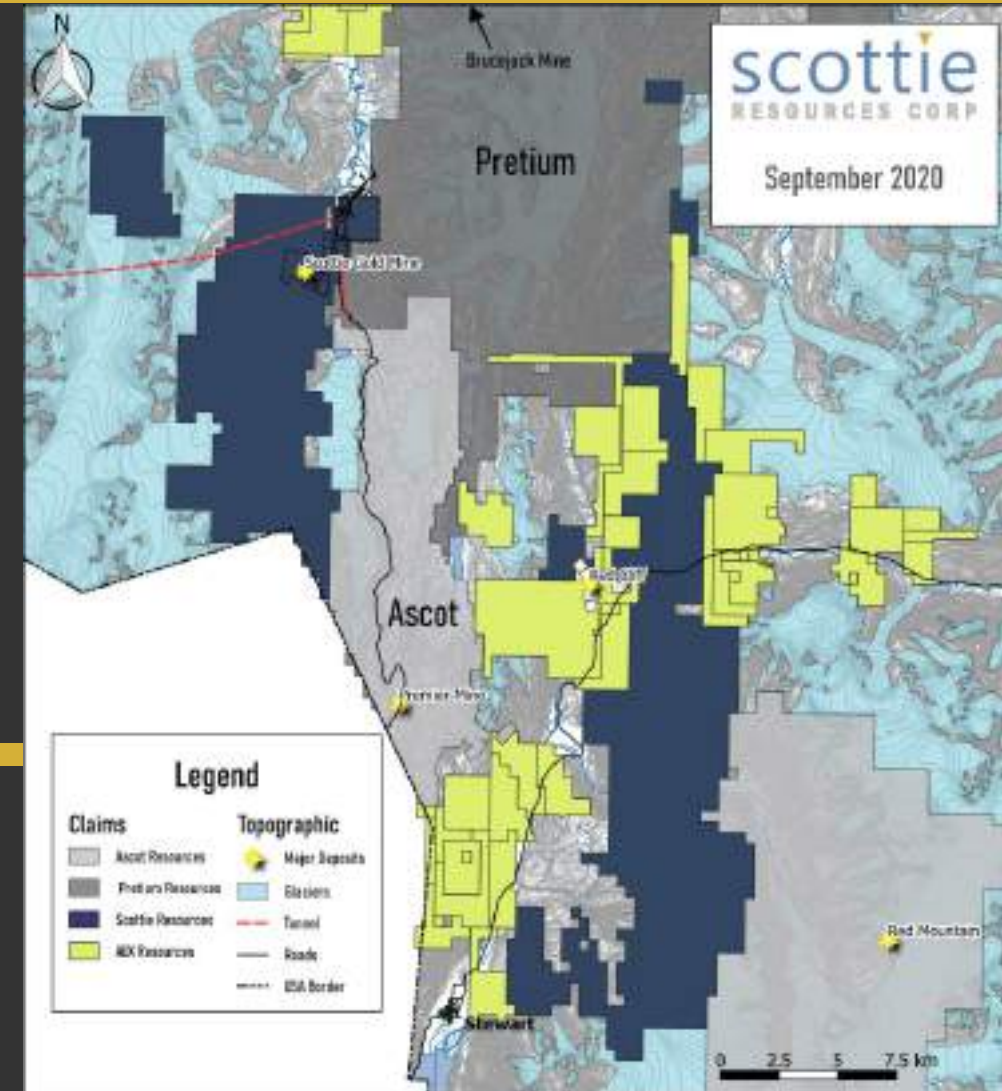 N
Brucejack Mine
scottie
RESOURCES CORP
September 2020
Pretium
Scottie Gold Mine
Ascot
Premier Mine
Red Mountain
Stewart
Legend
Claims
Ascot Resources
Pretium Resources
Scottie Resources
Resources
Topographic
Major Deposits
Glaciers
Tunnel
Roads
USA Border
0 2.5 5 7.5 km